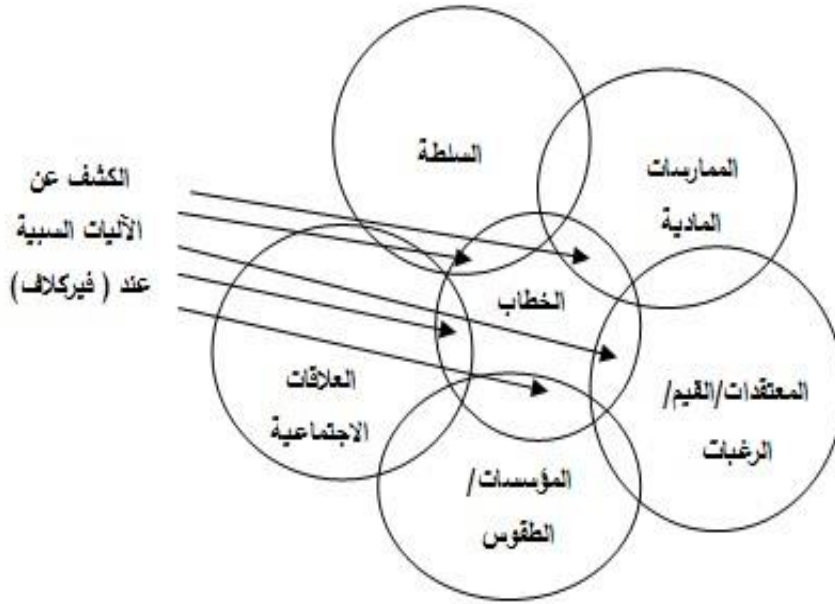 السلطة
الممارسات
المادية
الكشف عن
الآليات السببية
عند ( فيركلاف)
الخطاب
العلاقات
الاجتماعية
المعتقدات/القيم/
الرغبات
المؤسسات/
الطقوس